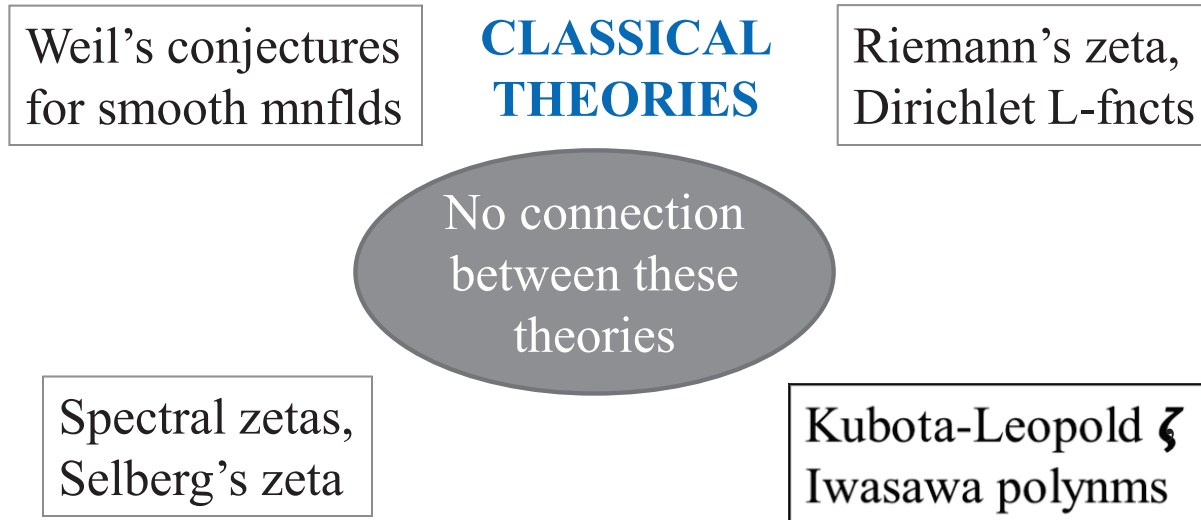 Weil’s conjectures
for smooth mnflds
CLASSICAL
THEORIES
Riemann’s zeta,
Dirichlet L-fncts
No connection
between these
theories
Spectral zetas,
Selberg’s zeta
Kubota-Leopold ζ
Iwasawa polynms